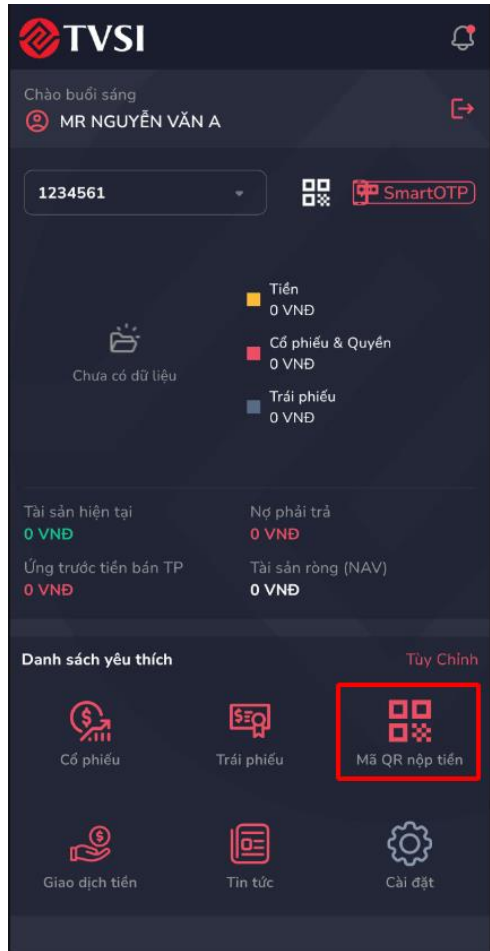 TVSI
Chào buổi sáng
MR NGUYỄN VĂN A
1234561
SmartOTP
Tiền
0 VNĐ
Cổ phiếu & Quyền
0 VNĐ
Trái phiếu
0 VNĐ
Chưa có dữ liệu
Tài sản hiện tại
0 VNĐ
Nợ phải trả
0 VNĐ
Ứng trước tiền bán TP
0 VNĐ
Tài sản ròng (NAV)
0 VNĐ
Danh sách yêu thích
Tùy Chỉnh
Cổ phiếu
Trái phiếu
Mã QR nộp tiền
Giao dịch tiền
Tin tức
Cài đặt